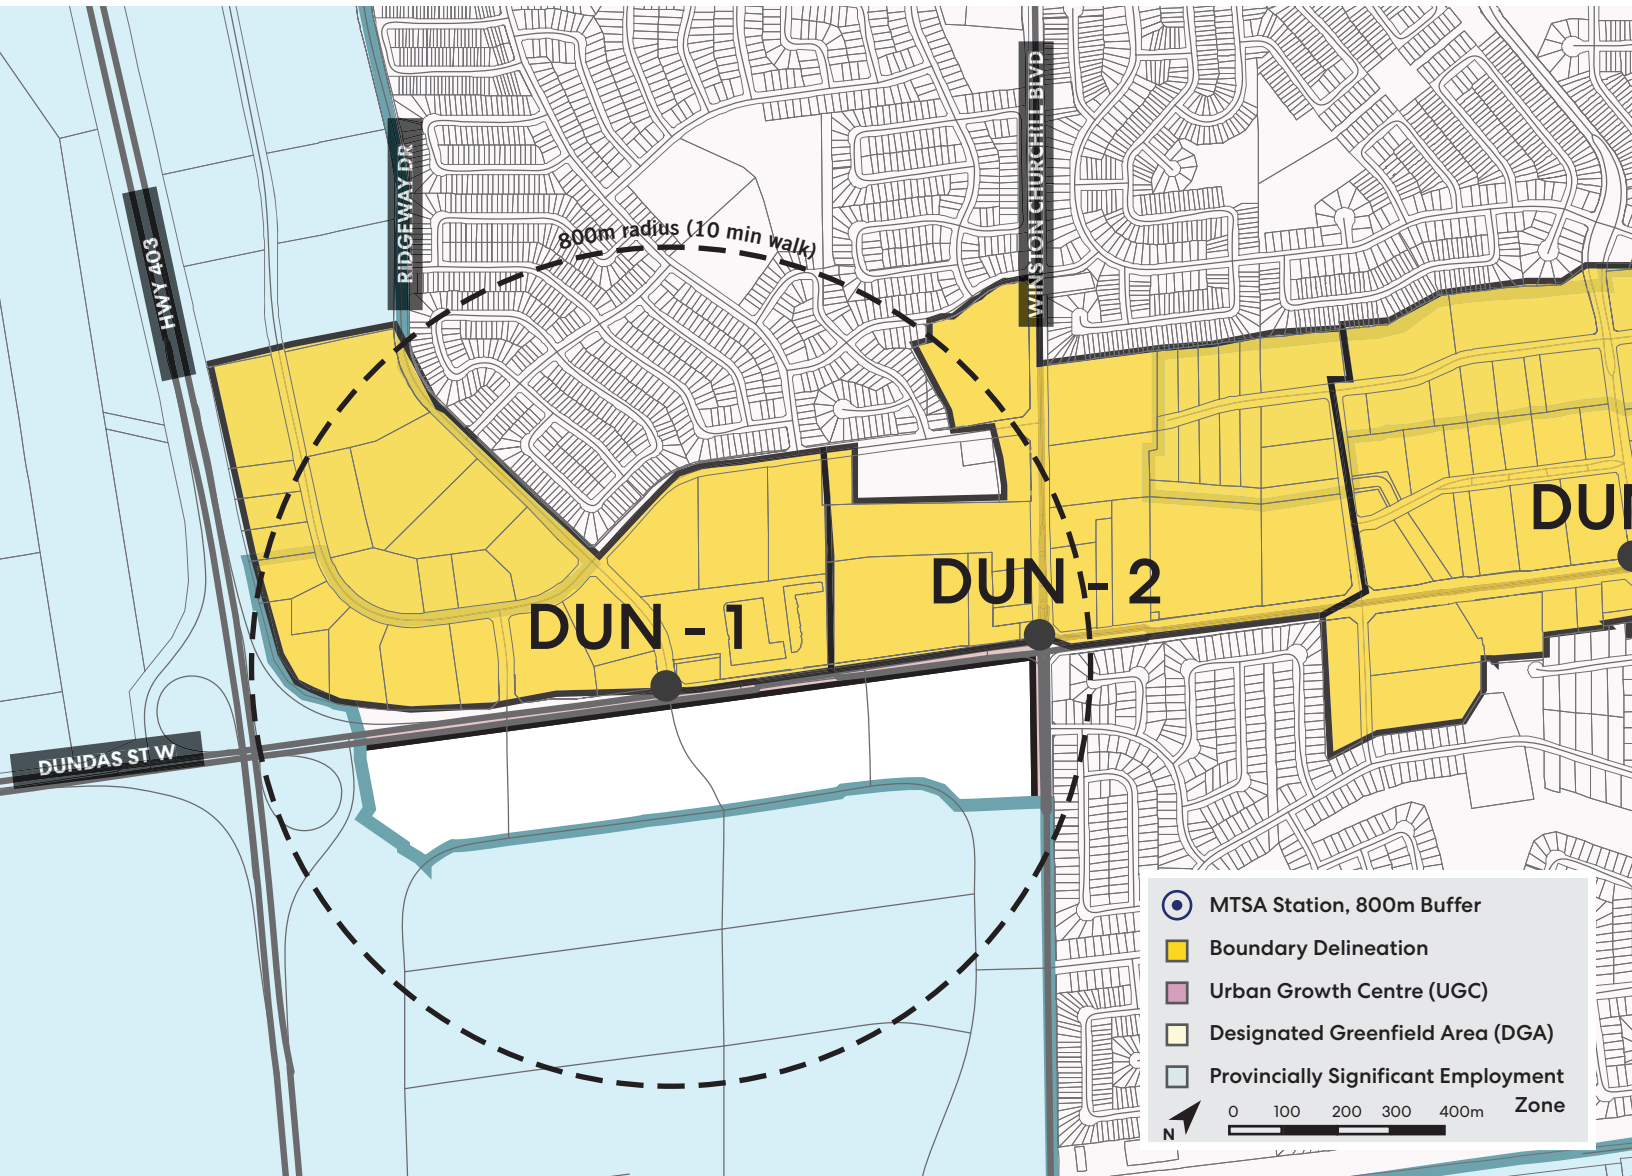 WINSTON CHURCHILL BLVD
RIDGEWAY DR
HWY 403
800m radius (10 min walk)
DUN
DUN - 2
DUN - 1
DUNDAS ST W
MTSA Station, 800m Buffer
Boundary Delineation
Urban Growth Centre (UGC)
Designated Greenfield Area (DGA)
Provincially Significant Employment
Zone
0 100 200 300 400m
N